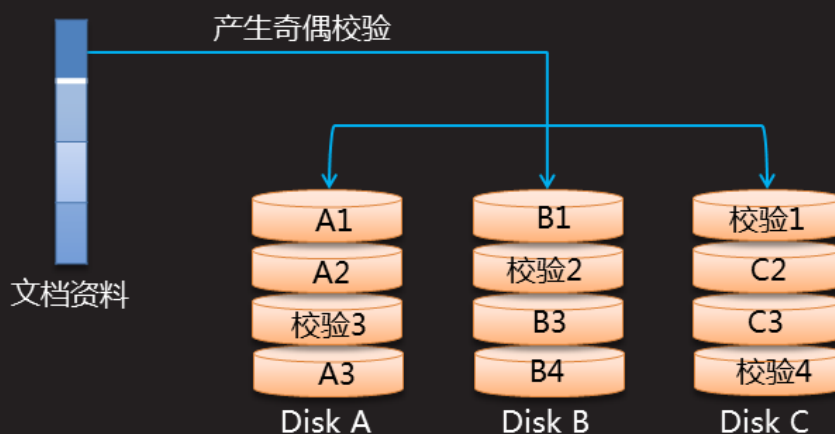 产生奇偶校验
文档资料
A1
A2
校验3
A3
Disk A
B1
校验2
B3
B4
Disk B
校验1
C2
C3
校验4
Disk C